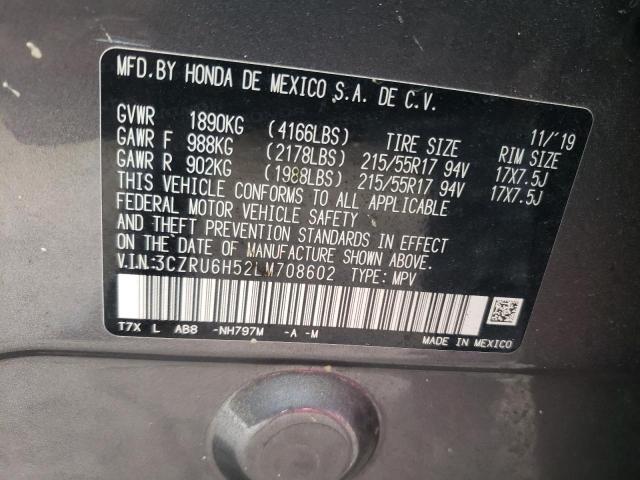 MFD.BY HONDA DE MEXICO S.A. DE C.V.
11/'19
GVWR 1890KG (4166LBS) TIRE SIZE RIM SIZE
GAWR F 988KG (2178LBS) 215/55R17 94V 17X7.5J
GAWR R 902KG (1988LBS) 215/55R17 94V 17X7.5J
THIS VEHICLE CONFORMS TO ALL APPLICABLE
FEDERAL MOTOR VEHICLE SAFETY
AND THEFT PREVENTION STANDARDS IN EFFECT
ON THE DATE OF MANUFACTURE SHOWN ABOVE.
V.I.N:3CZRU6H52LM708602 TYPE: MPV
T7X L AB8 -NH797M -A -M
MADE IN MEXICO